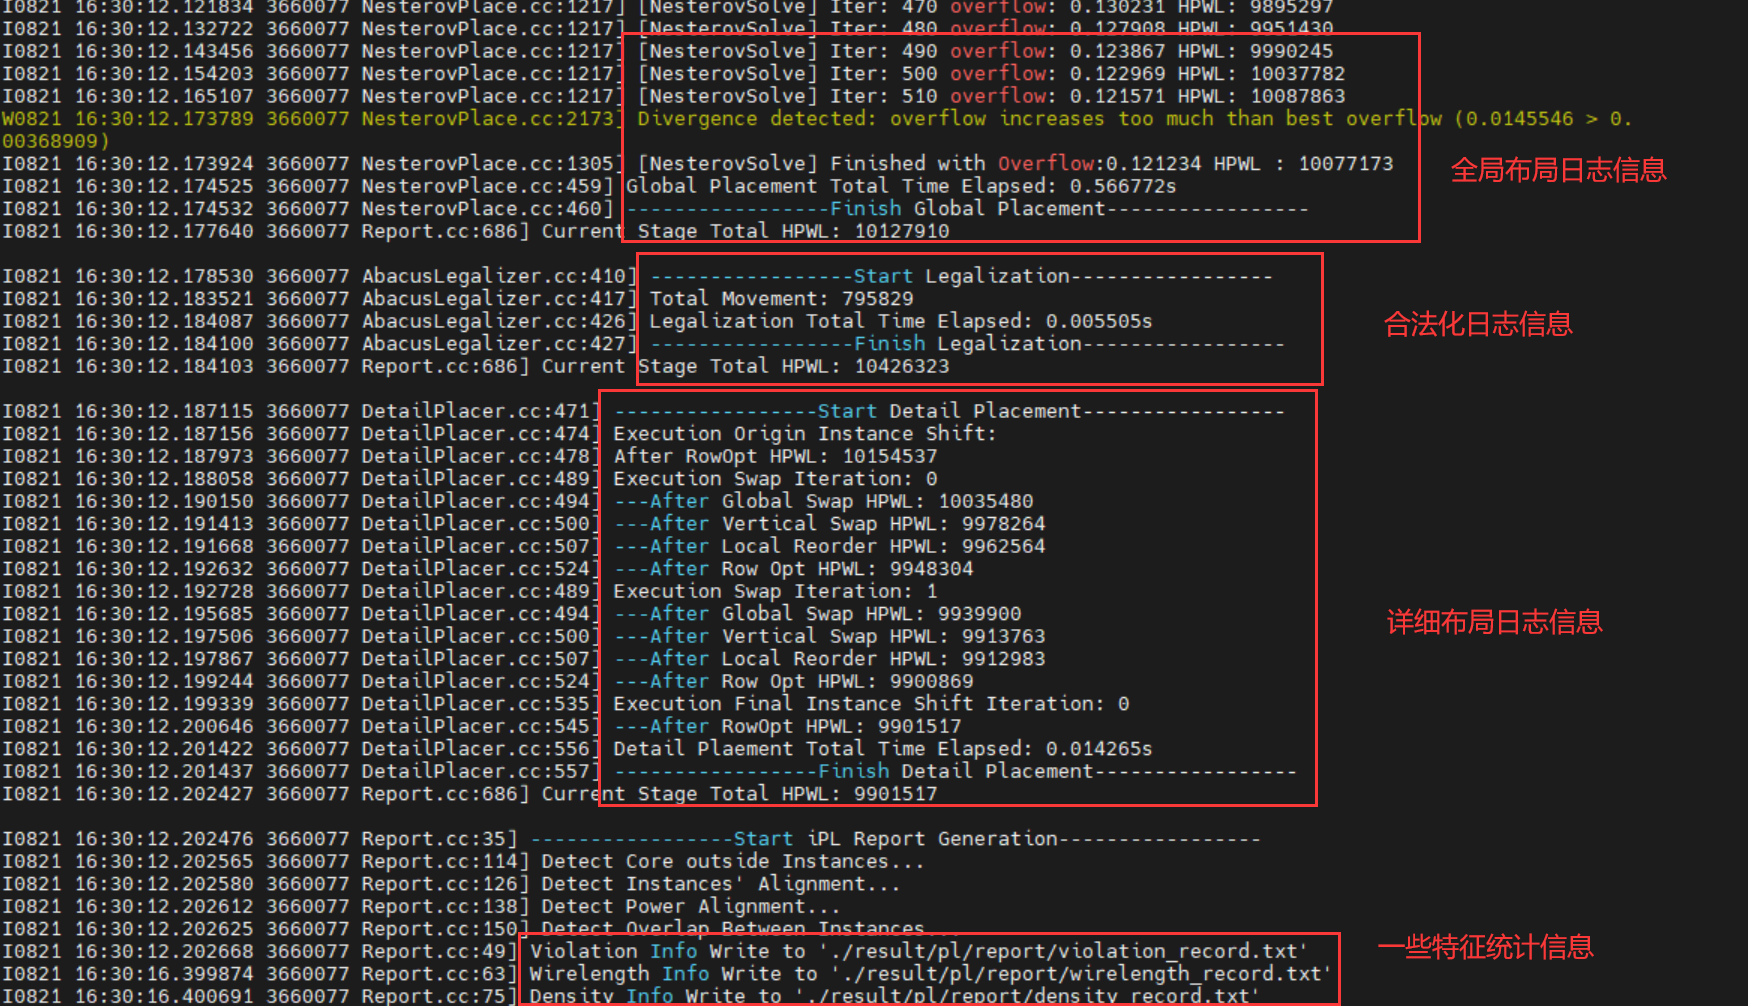 I0821 16:30:12.121834 3660077 NesterovPlace.cc:1217] [NesterovSolve] Iter: 470 overflow: 0.130231 HPWL: 9895297
I0821 16:30:12.132722 3660077 NesterovPlace.cc:1217] [NesterovSolve] Iter: 480 overflow: 0.127908 HPWL: 9951430
I0821 16:30:12.143456 3660077 NesterovPlace.cc:1217] [NesterovSolve] Iter: 490 overflow: 0.123867 HPWL: 9990245
I0821 16:30:12.154203 3660077 NesterovPlace.cc:1217] [NesterovSolve] Iter: 500 overflow: 0.122969 HPWL: 10037782
I0821 16:30:12.165107 3660077 NesterovPlace.cc:1217] [NesterovSolve] Iter: 510 overflow: 0.121571 HPWL: 10087863
W0821 16:30:12.173789 3660077 NesterovPlace.cc:2173] Divergence detected: overflow increases too much than best overflow (0.0145546 > 0.
00368909)
I0821 16:30:12.173924 3660077 NesterovPlace.cc:1305] [NesterovSolve] Finished with Overflow:0.121234 HPWL : 10077173
全局布局日志信息
I0821 16:30:12.174525 3660077 NesterovPlace.cc:459] Global Placement Total Time Elapsed: 0.566772s
I0821 16:30:12.174532 3660077 NesterovPlace.cc:460] -----------------Finish Global Placement-----------------
I0821 16:30:12.177640 3660077 Report.cc:686] Current Stage Total HPWL: 10127910
I0821 16:30:12.178530 3660077 AbacusLegalizer.cc:410] -----------------Start Legalization-----------------
I0821 16:30:12.183521 3660077 AbacusLegalizer.cc:417] Total Movement: 795829
I0821 16:30:12.184087 3660077 AbacusLegalizer.cc:426] Legalization Total Time Elapsed: 0.005505s
合法化日志信息
I0821 16:30:12.184100 3660077 AbacusLegalizer.cc:427] -----------------Finish Legalization-----------------
I0821 16:30:12.184103 3660077 Report.cc:686] Current Stage Total HPWL: 10426323
I0821 16:30:12.187115 3660077 DetailPlacer.cc:471] -----------------Start Detail Placement-----------------
I0821 16:30:12.187156 3660077 DetailPlacer.cc:474] Execution Origin Instance Shift:
I0821 16:30:12.187973 3660077 DetailPlacer.cc:478] After RowOpt HPWL: 10154537
I0821 16:30:12.188058 3660077 DetailPlacer.cc:489] Execution Swap Iteration: 0
I0821 16:30:12.190150 3660077 DetailPlacer.cc:494] ---After Global Swap HPWL: 10035480
I0821 16:30:12.191413 3660077 DetailPlacer.cc:500] ---After Vertical Swap HPWL: 9978264
I0821 16:30:12.191668 3660077 DetailPlacer.cc:507] ---After Local Reorder HPWL: 9962564
I0821 16:30:12.192632 3660077 DetailPlacer.cc:524] ---After Row Opt HPWL: 9948304
I0821 16:30:12.192728 3660077 DetailPlacer.cc:489] Execution Swap Iteration: 1
I0821 16:30:12.195685 3660077 DetailPlacer.cc:494] ---After Global Swap HPWL: 9939900
详细布局日志信息
I0821 16:30:12.197506 3660077 DetailPlacer.cc:500] ---After Vertical Swap HPWL: 9913763
I0821 16:30:12.197867 3660077 DetailPlacer.cc:507] ---After Local Reorder HPWL: 9912983
I0821 16:30:12.199244 3660077 DetailPlacer.cc:524] ---After Row Opt HPWL: 9900869
I0821 16:30:12.199339 3660077 DetailPlacer.cc:535] Execution Final Instance Shift Iteration: 0
I0821 16:30:12.200646 3660077 DetailPlacer.cc:545] ---After RowOpt HPWL: 9901517
I0821 16:30:12.201422 3660077 DetailPlacer.cc:556] Detail Plaement Total Time Elapsed: 0.014265s
I0821 16:30:12.201437 3660077 DetailPlacer.cc:557] -----------------Finish Detail Placement-----------------
I0821 16:30:12.202427 3660077 Report.cc:686] Current Stage Total HPWL: 9901517
I0821 16:30:12.202476 3660077 Report.cc:35] -----------------Start iPL Report Generation-----------------
I0821 16:30:12.202565 3660077 Report.cc:114] Detect Core outside Instances...
I0821 16:30:12.202580 3660077 Report.cc:126] Detect Instances' Alignment...
I0821 16:30:12.202612 3660077 Report.cc:138] Detect Power Alignment...
I0821 16:30:12.202625 3660077 Report.cc:150] Detect Overlap Between Instances...
I0821 16:30:12.202668 3660077 Report.cc:49] Violation Info Write to './result/pl/report/violation_record.txt'
一些特征统计信息
I0821 16:30:16.399874 3660077 Report.cc:63] Wirelength Info Write to './result/pl/report/wirelength_record.txt'
I0821 16:30:16.400691 3660077 Report.cc:75] Density Info Write to './result/pl/report/density_record.txt'